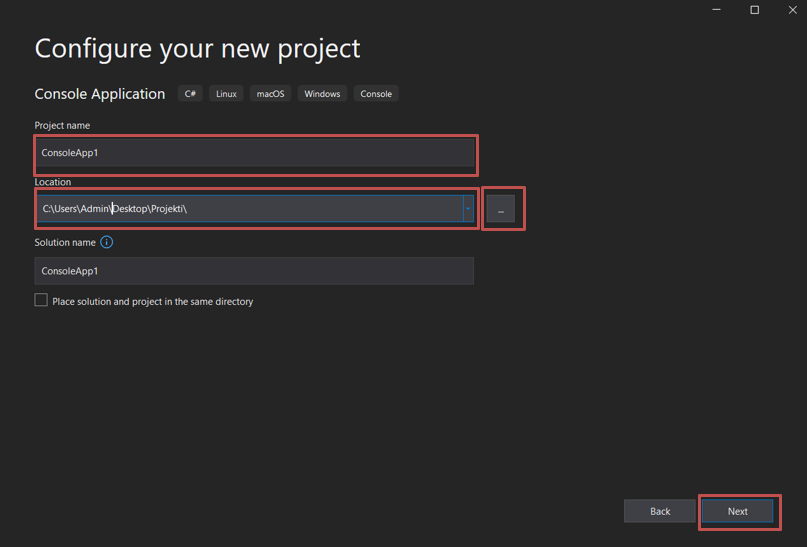 Configure your new project
Console Application C# Linux macOS Windows Console
Project name
ConsoleApp1
Location
C:\Users\Admin\Desktop\Projekti\
...
Solution name
ConsoleApp1
Place solution and project in the same directory
Back Next